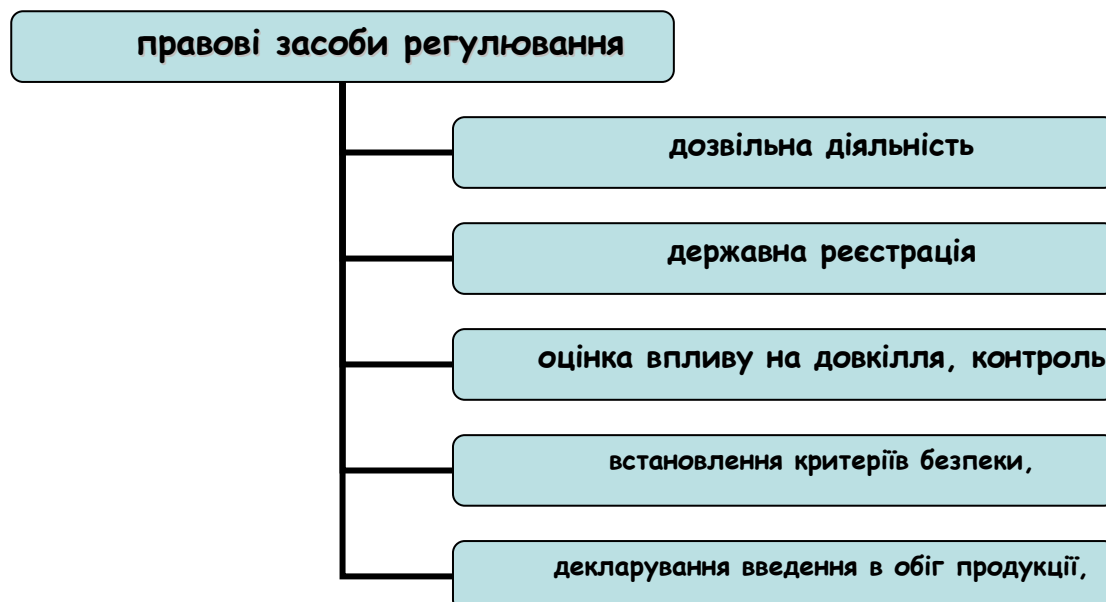 правові засоби регулювання
дозвільна діяльність
державна реєстрація
оцінка впливу на довкілля, контроль
встановлення критеріїв безпеки,
декларування введення в обіг продукції,